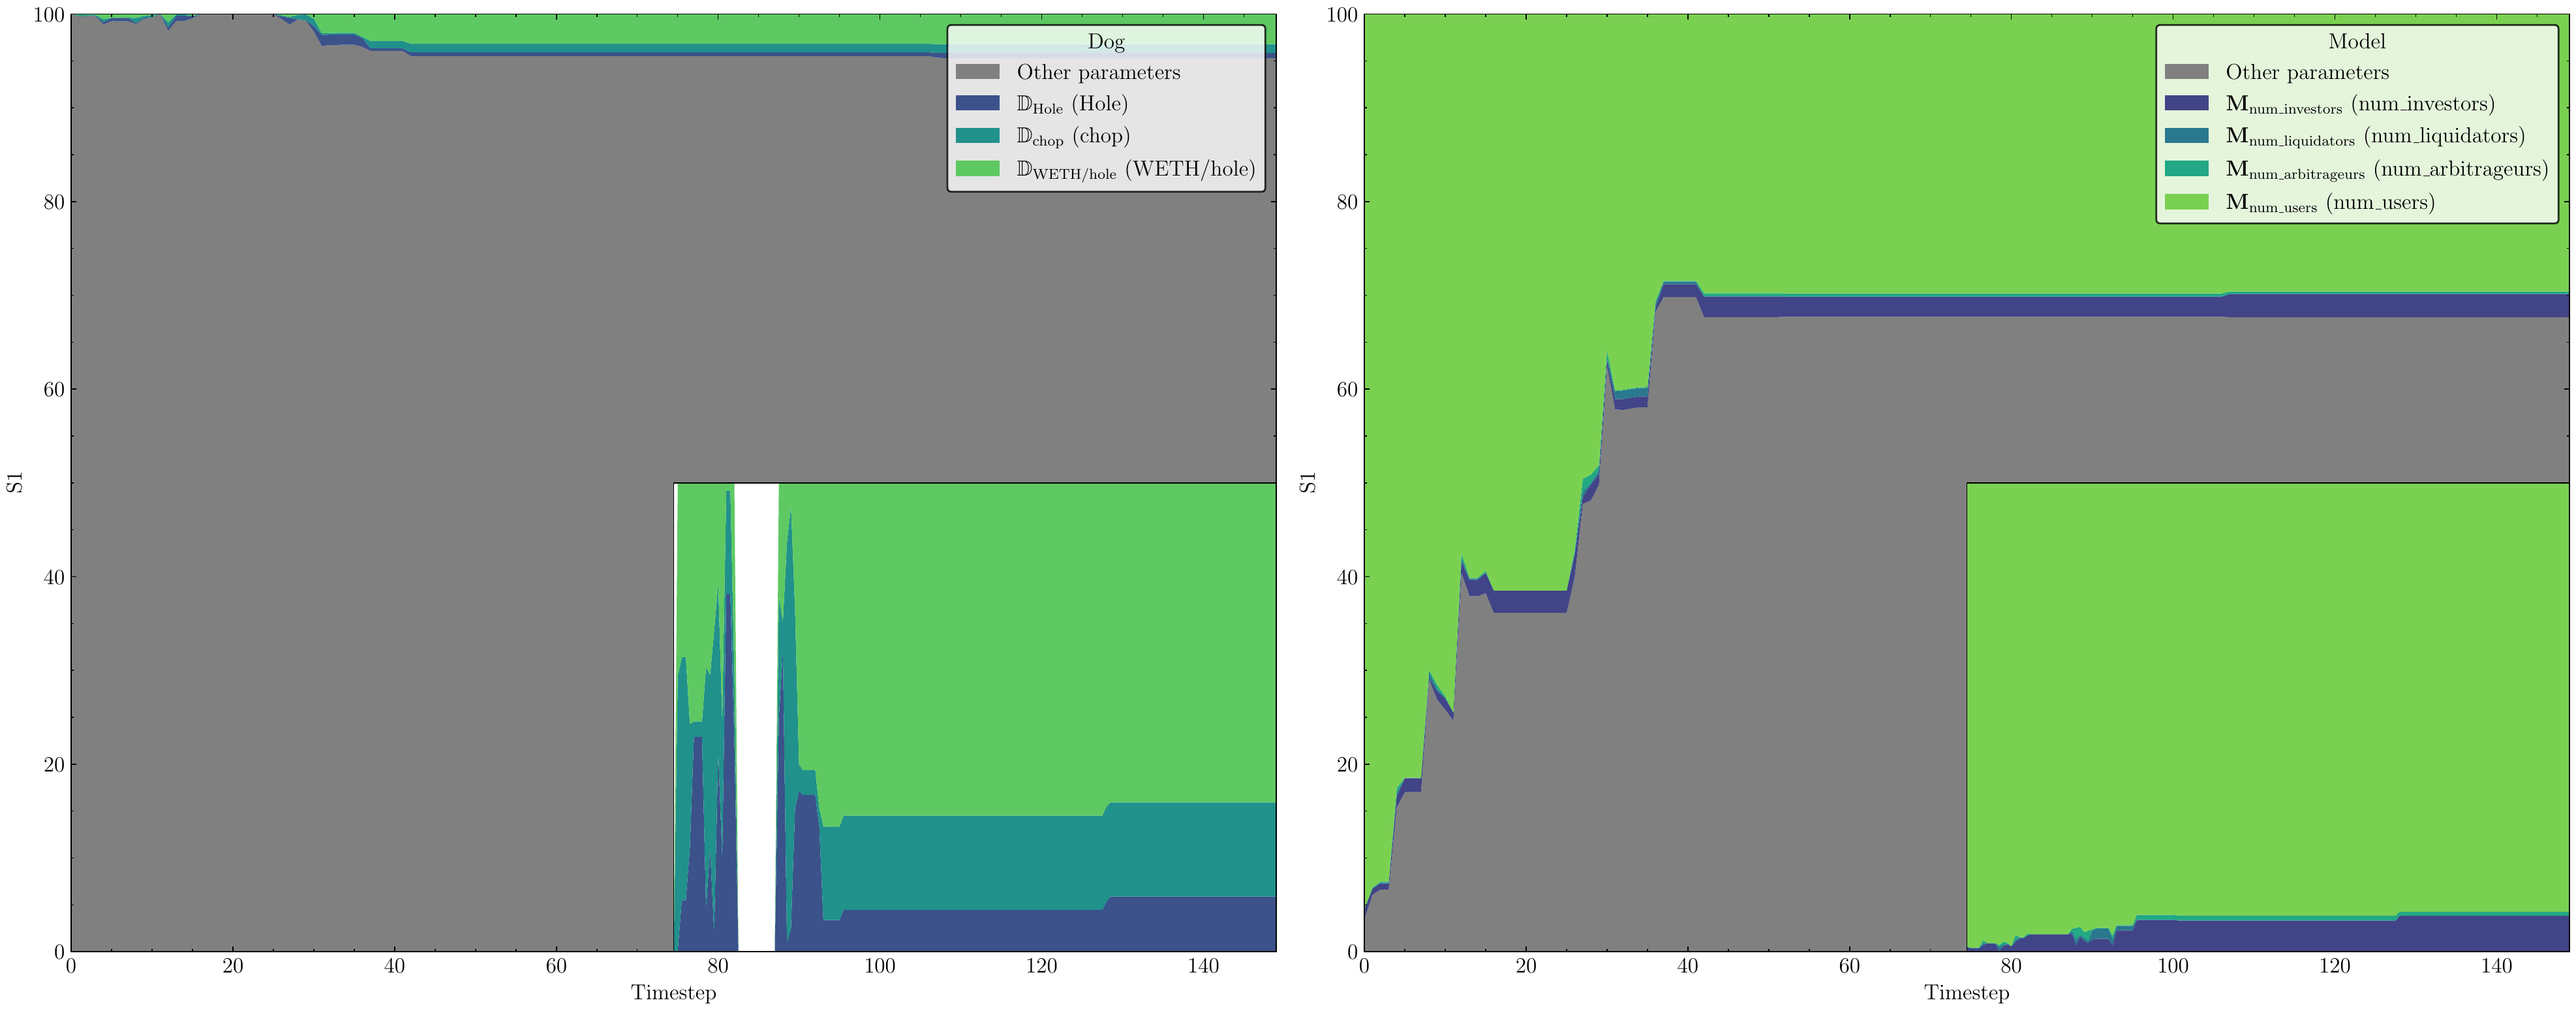 100
80
60
40
20
0
S1
0 20 40 60 80 100 120 140
Timestep
Dog
Other parameters
𝔻Hole (Hole)
𝔻chop (chop)
𝔻WETH/hole (WETH/hole)
100
80
60
40
20
0
S1
0 20 40 60 80 100 120 140
Timestep
Model
Other parameters
Mnum_investors (num_investors)
Mnum_liquidators (num_liquidators)
Mnum_arbitrageurs (num_arbitrageurs)
Mnum_users (num_users)